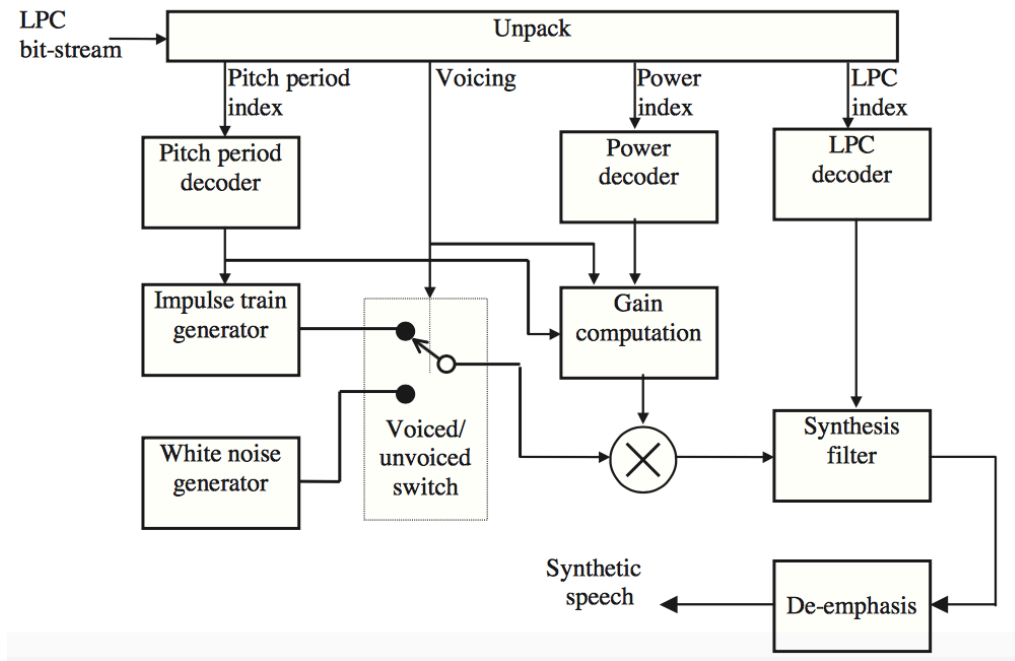 LPC
bit-stream
Unpack
Pitch period
index
Voicing
Power
index
LPC
index
Pitch period
decoder
Power
decoder
LPC
decoder
Impulse train
generator
Gain
computation
Voiced/
unvoiced
switch
White noise
generator
Synthesis
filter
Synthetic
speech
De-emphasis